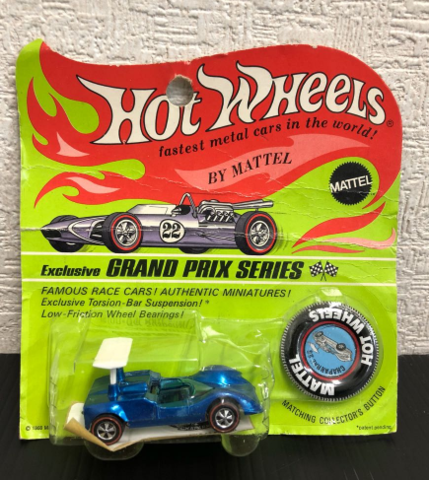 Hot Wheels®
fastest metal cars in the world!
BY MATTEL
MATTEL
22
Exclusive GRAND PRIX SERIES
FAMOUS RACE CARS! AUTHENTIC MINIATURES!
Exclusive Torsion-Bar Suspension!*
Low-Friction Wheel Bearings!
HOT WHEELS
MATTEL
MATCHING COLLECTOR'S BUTTON
*patent pending